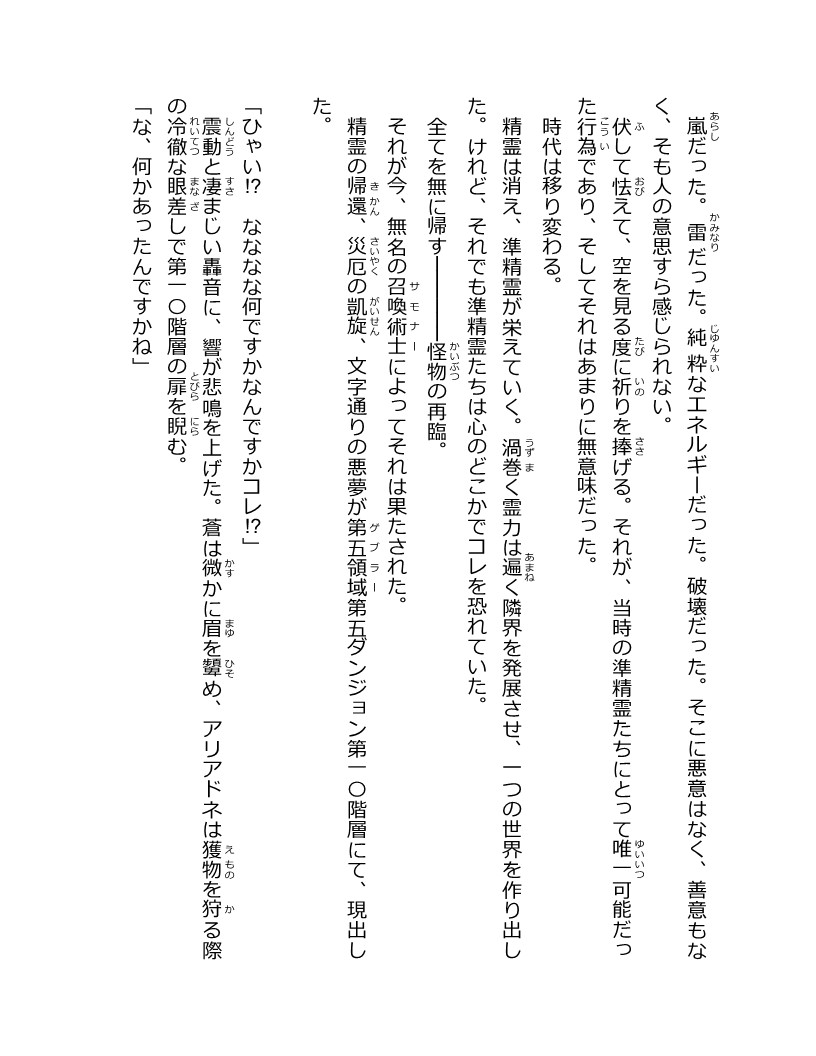 嵐だった。雷だった。純粋なエネルギーだった。破壊だった。そこに悪意はなく、善意もな
く、そも人の意思すら感じられない。
伏して怯えて、空を見る度に祈りを捧げる。それが、当時の準精霊たちにとって唯一可能だっ
た行為であり、そしてそれはあまりに無意味だった。
時代は移り変わる。
精霊は消え、準精霊が栄えていく。渦巻く霊力は遍く隣界を発展させ、一つの世界を作り出し
た。けれど、それでも準精霊たちは心のどこかでコレを恐れていた。
全てを無に帰す――――怪物の再臨。
それが今、無名の召喚術士によってそれは果たされた。
精霊の帰還、災厄の凱旋、文字通りの悪夢が第五領域第五ダンジョン第一〇階層にて、現出し
た。
「ひゃい!? なななな何ですかなんですかコレ!?」
震動と凄まじい轟音に、響が悲鳴を上げた。蒼は微かに眉を顰め、アリアドネは獲物を狩る際
の冷徹な眼差しで第一〇階層の扉を睨む。
「な、何かあったんですかね」